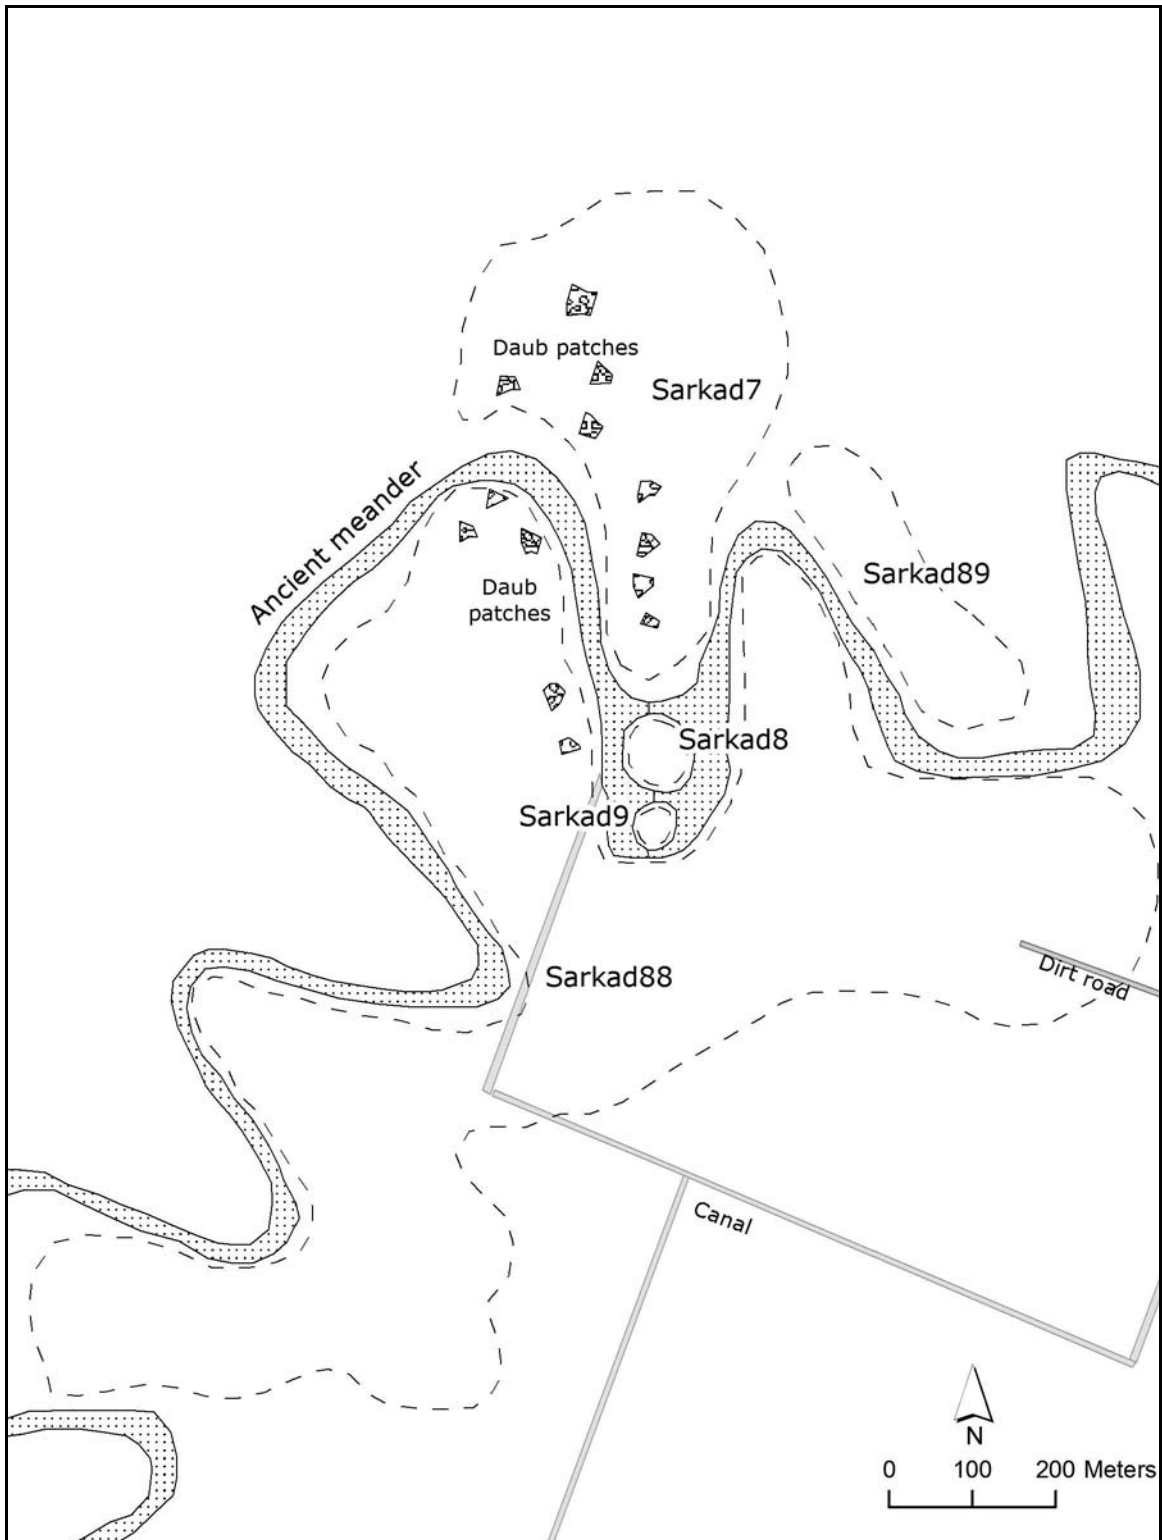 Daub patches
Sarkad7
Ancient meander
Sarkad89
Daub
patches
Sarkad8
Sarkad9
Sarkad88
Dirt road
Canal
N
0 100 200 Meters